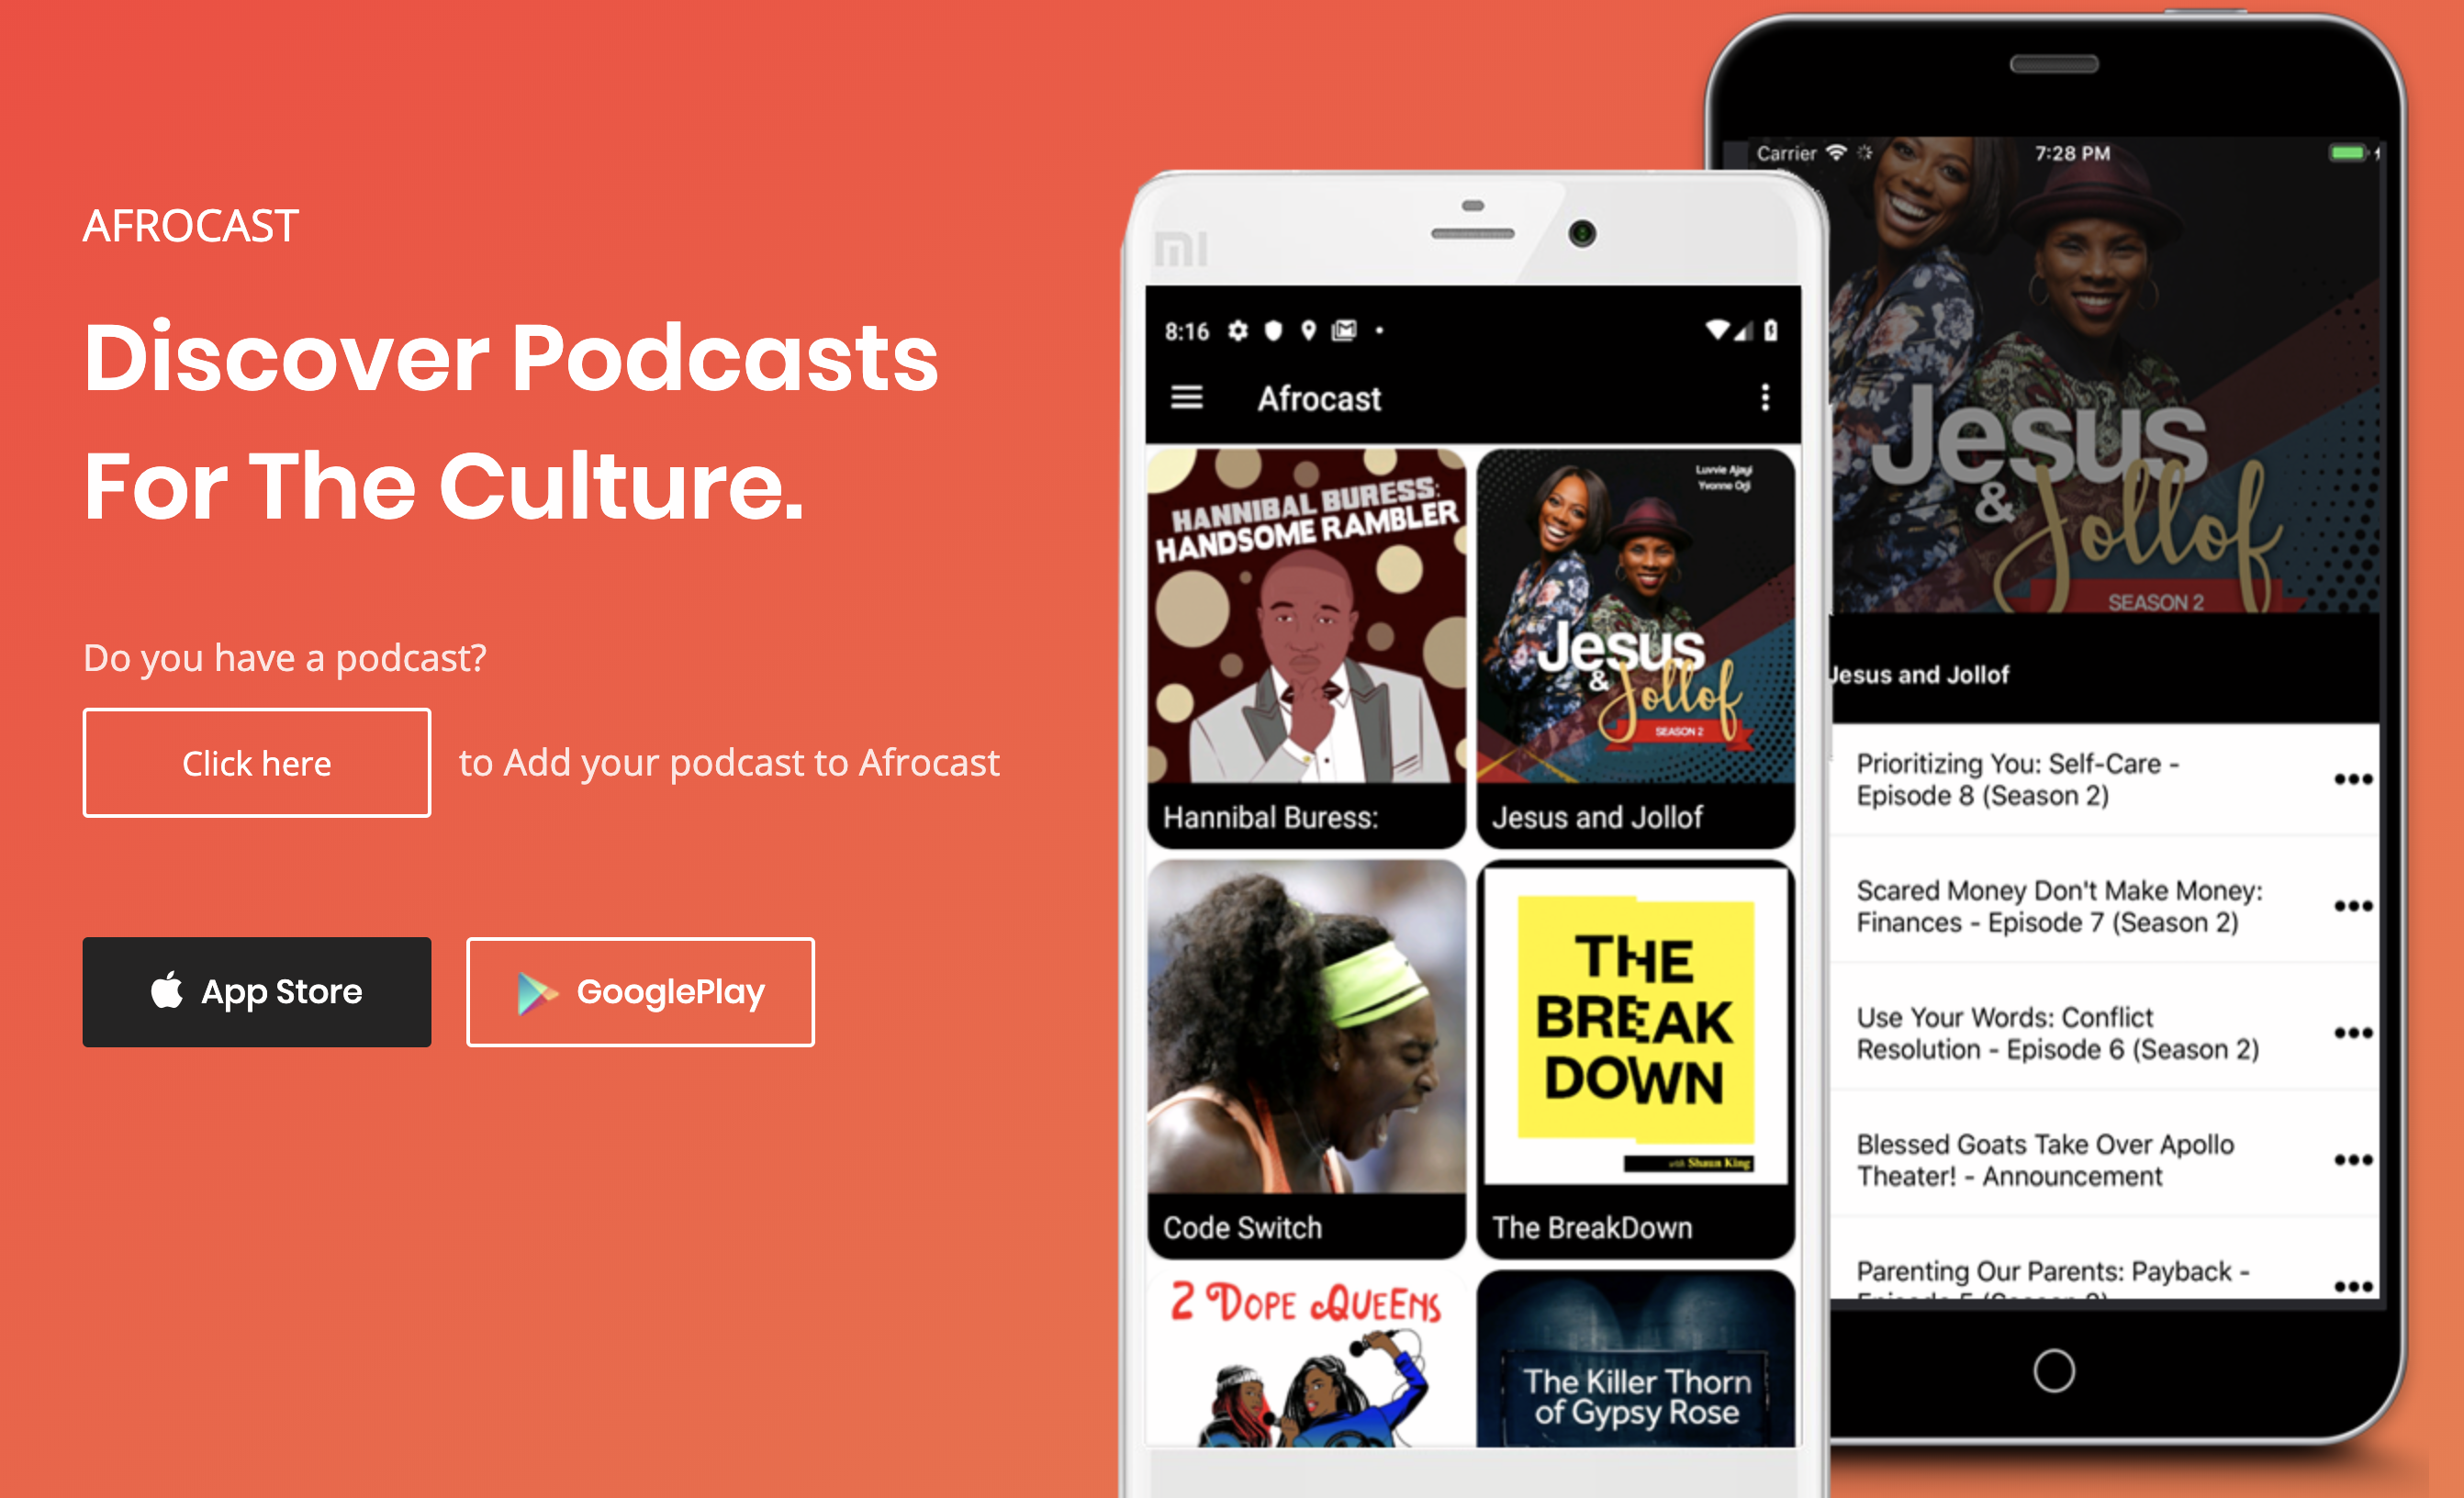 AFROCAST
Discover Podcasts
For The Culture.
Do you have a podcast?
Click here
to Add your podcast to Afrocast
App Store
GooglePlay
mi
8:16
Afrocast
HANNIBAL BURESS:
HANDSOME RAMBLER
Hannibal Buress:
Luvvie Ajayi
Yvonne Orji
Jesus
&
Jollof
SEASON 2
Jesus and Jollof
Code Switch
THE
BREAK
DOWN
with Shaun King
The BreakDown
2 DOPE QUEENS
The Killer Thorn
of Gypsy Rose
Carrier
7:28 PM
Jesus
&
Jollof
SEASON 2
Jesus and Jollof
Prioritizing You: Self-Care -
Episode 8 (Season 2)
Scared Money Don't Make Money:
Finances - Episode 7 (Season 2)
Use Your Words: Conflict
Resolution - Episode 6 (Season 2)
Blessed Goats Take Over Apollo
Theater! - Announcement
Parenting Our Parents: Payback -
Episode 5 (Season 2)